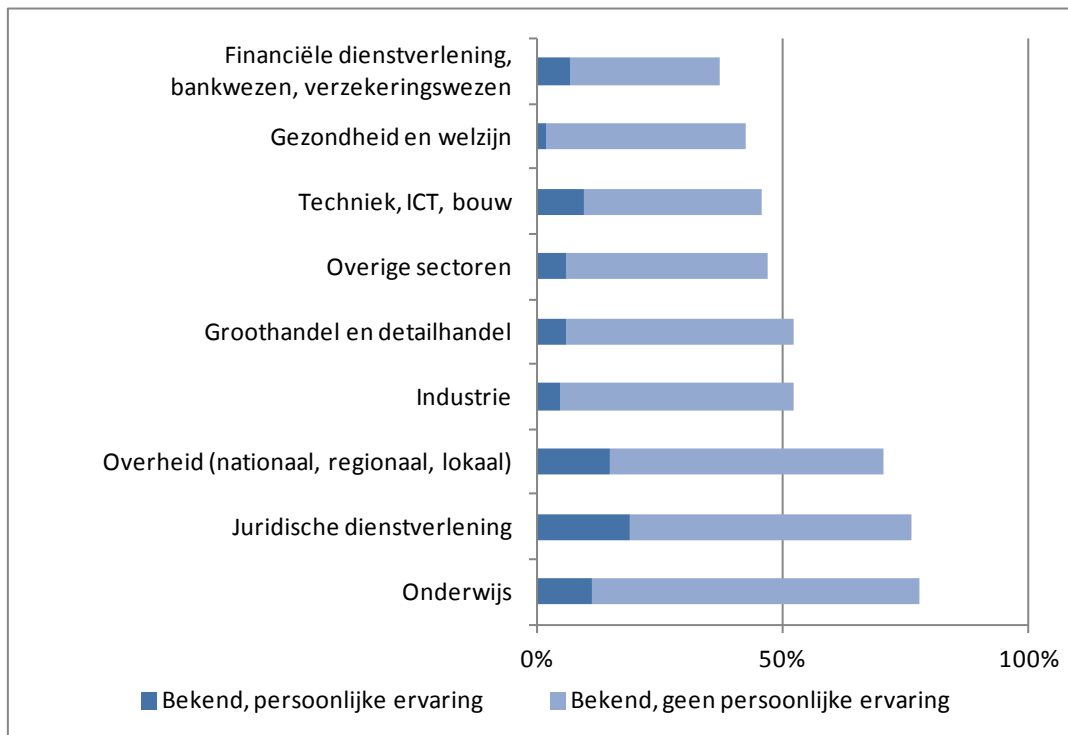 Financiële dienstverlening,
bankwezen, verzekeringswezen
Gezondheid en welzijn
Techniek, ICT, bouw
Overige sectoren
Groothandel en detailhandel
Industrie
Overheid (nationaal, regionaal, lokaal)
Juridische dienstverlening
Onderwijs
0% 50% 100%
Bekend, persoonlijke ervaring Bekend, geen persoonlijke ervaring